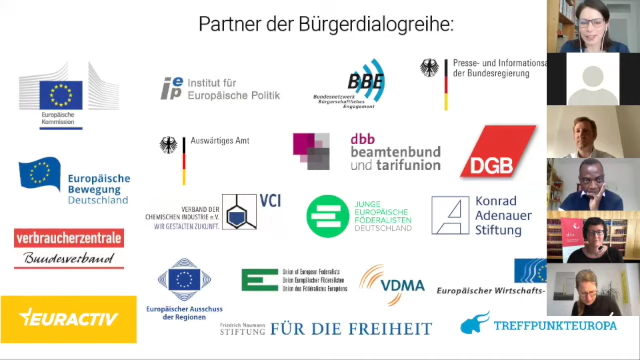 Partner der Bürgerdialogreihe:
Europäische
Kommission
iep Institut für
Europäische Politik
BBE
Bundesnetzwerk
Bürgerschaftliches
Engagement
Presse- und Informations
der Bundesregierung
Europäische
Bewegung
Deutschland
Auswärtiges Amt
dbb
beamtenbund
und tarifunion
DGB
VERBAND DER
CHEMISCHEN INDUSTRIE e.V.
WIR GESTALTEN ZUKUNFT.
VCI
JUNGE
EUROPÄISCHE
FÖDERALISTEN
DEUTSCHLAND
Konrad
Adenauer
Stiftung
verbraucherzentrale
Bundesverband
Europäischer Ausschuss
der Regionen
Union of European Federalists
Union Europäischer Föderalisten
Union des Fédéralistes Européens
VDMA
Europäischer Wirtschafts-
EURACTIV
Friedrich Naumann
STIFTUNG FÜR DIE FREIHEIT
TREFFPUNKTEUROPA